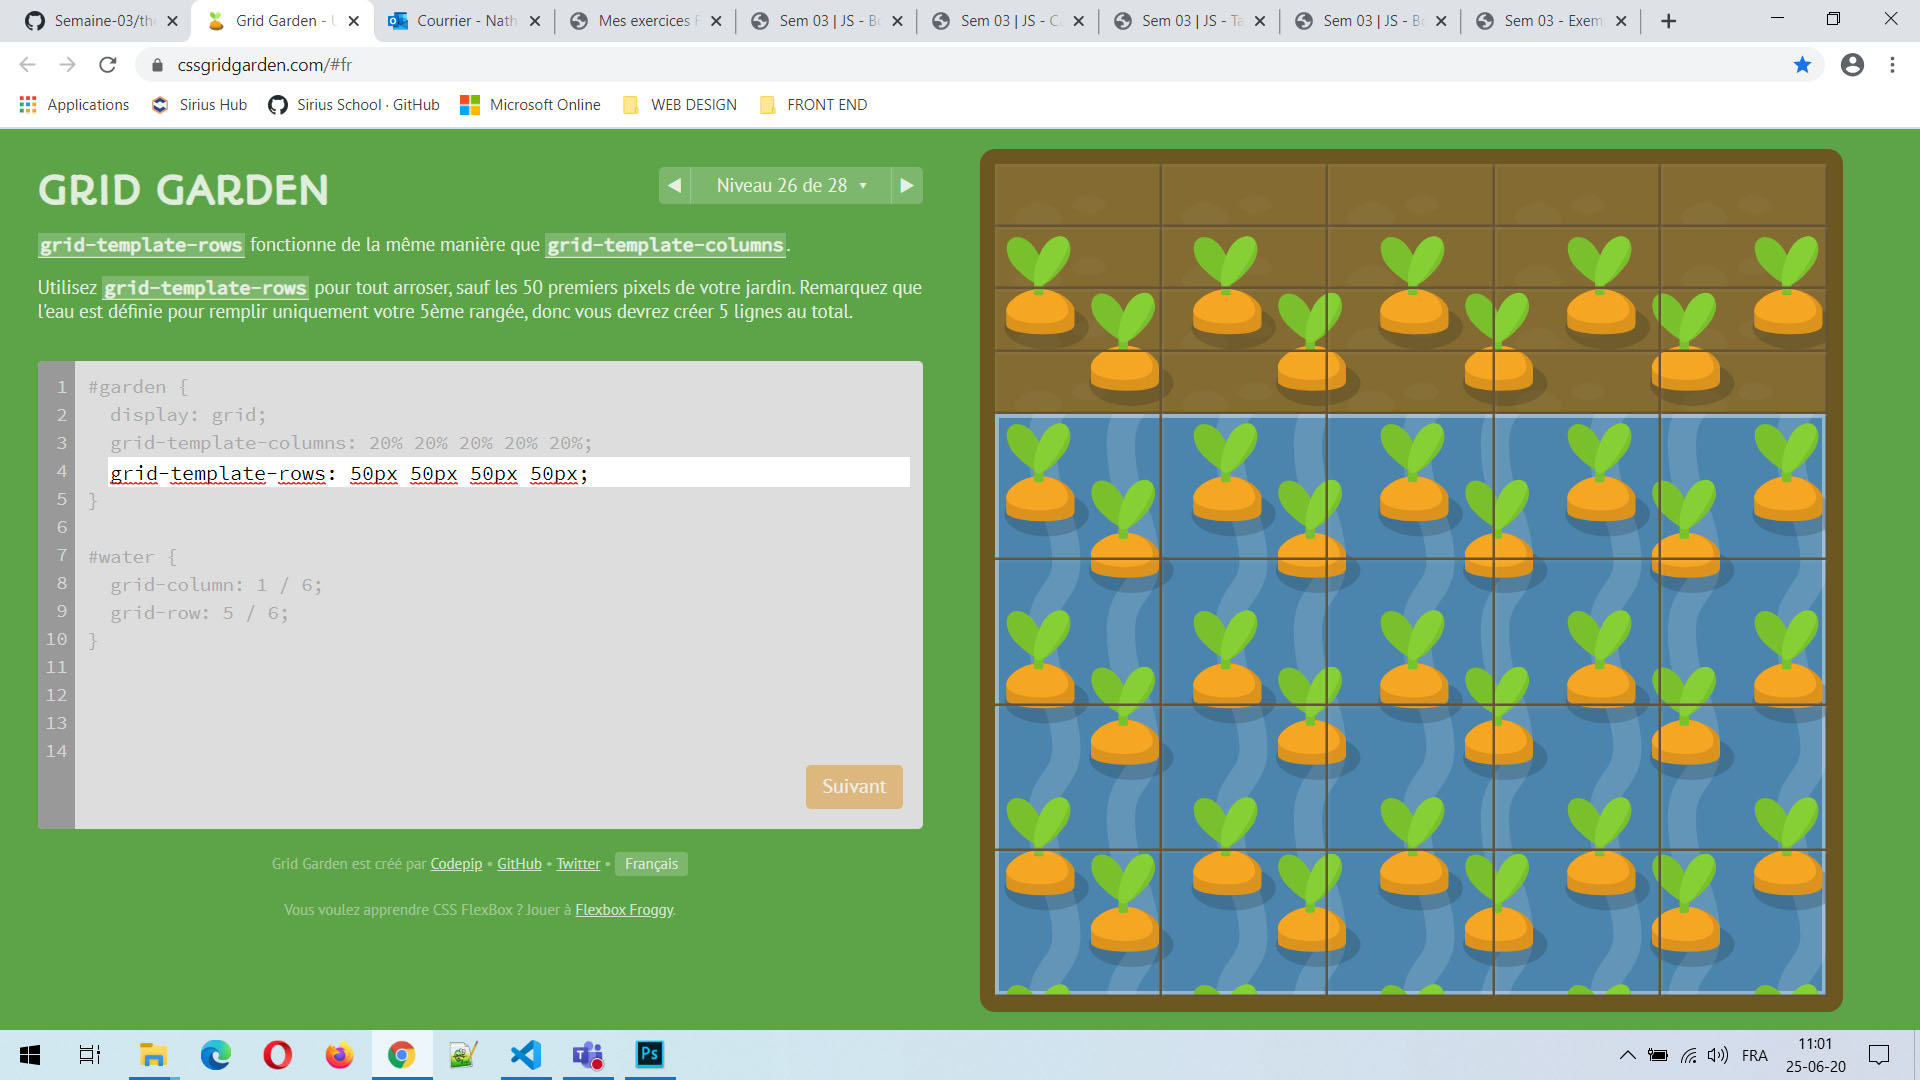 Semaine-03/the
Grid Garden - U
Courrier - Nath
Mes exercices F
Sem 03 | JS - Bo
Sem 03 | JS - Ca
Sem 03 | JS - Ta
Sem 03 | JS - Bo
Sem 03 - Exem
cssgridgarden.com/#fr
Applications
Sirius Hub
Sirius School · GitHub
Microsoft Online
WEB DESIGN
FRONT END
GRID GARDEN
Niveau 26 de 28
grid-template-rows fonctionne de la même manière que grid-template-columns.
Utilisez grid-template-rows pour tout arroser, sauf les 50 premiers pixels de votre jardin. Remarquez que
l'eau est définie pour remplir uniquement votre 5ème rangée, donc vous devrez créer 5 lignes au total.
1 #garden {
2 display: grid;
3 grid-template-columns: 20% 20% 20% 20% 20%;
4 grid-template-rows: 50px 50px 50px 50px;
5 }
6
7 #water {
8 grid-column: 1 / 6;
9 grid-row: 5 / 6;
10 }
11
12
13
14
Suivant
Grid Garden est créé par Codepip • GitHub • Twitter • Français
Vous voulez apprendre CSS FlexBox ? Jouer à Flexbox Froggy.
Ps
FRA
11:01
25-06-20